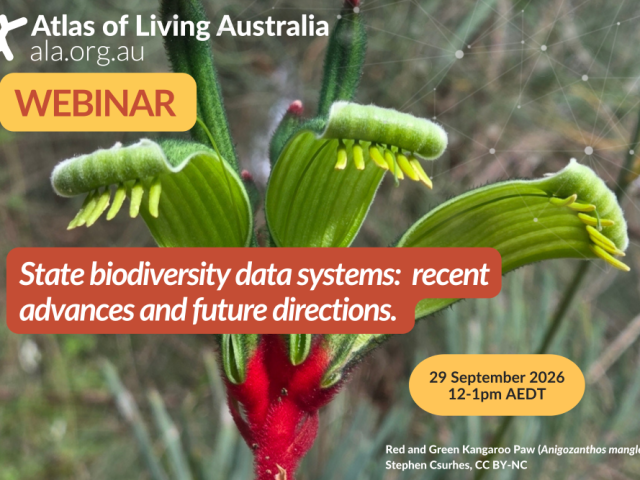 Atlas of Living Australia
ala.org.au
WEBINAR
State biodiversity data systems: recent
advances and future directions.
29 September 2026
12-1pm AEDT
Red and Green Kangaroo Paw (Anigozanthos mangle
Stephen Csurhes, CC BY-NC